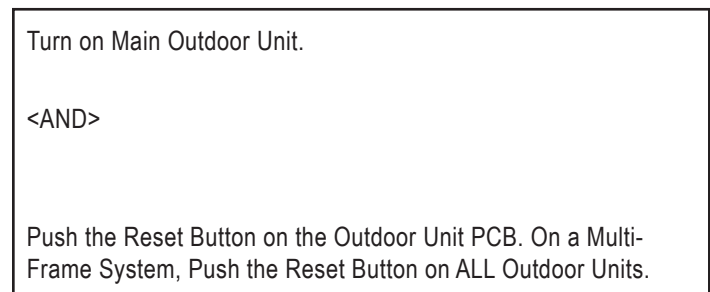 Turn on Main Outdoor Unit.
<AND>
Push the Reset Button on the Outdoor Unit PCB. On a Multi-
Frame System, Push the Reset Button on ALL Outdoor Units.